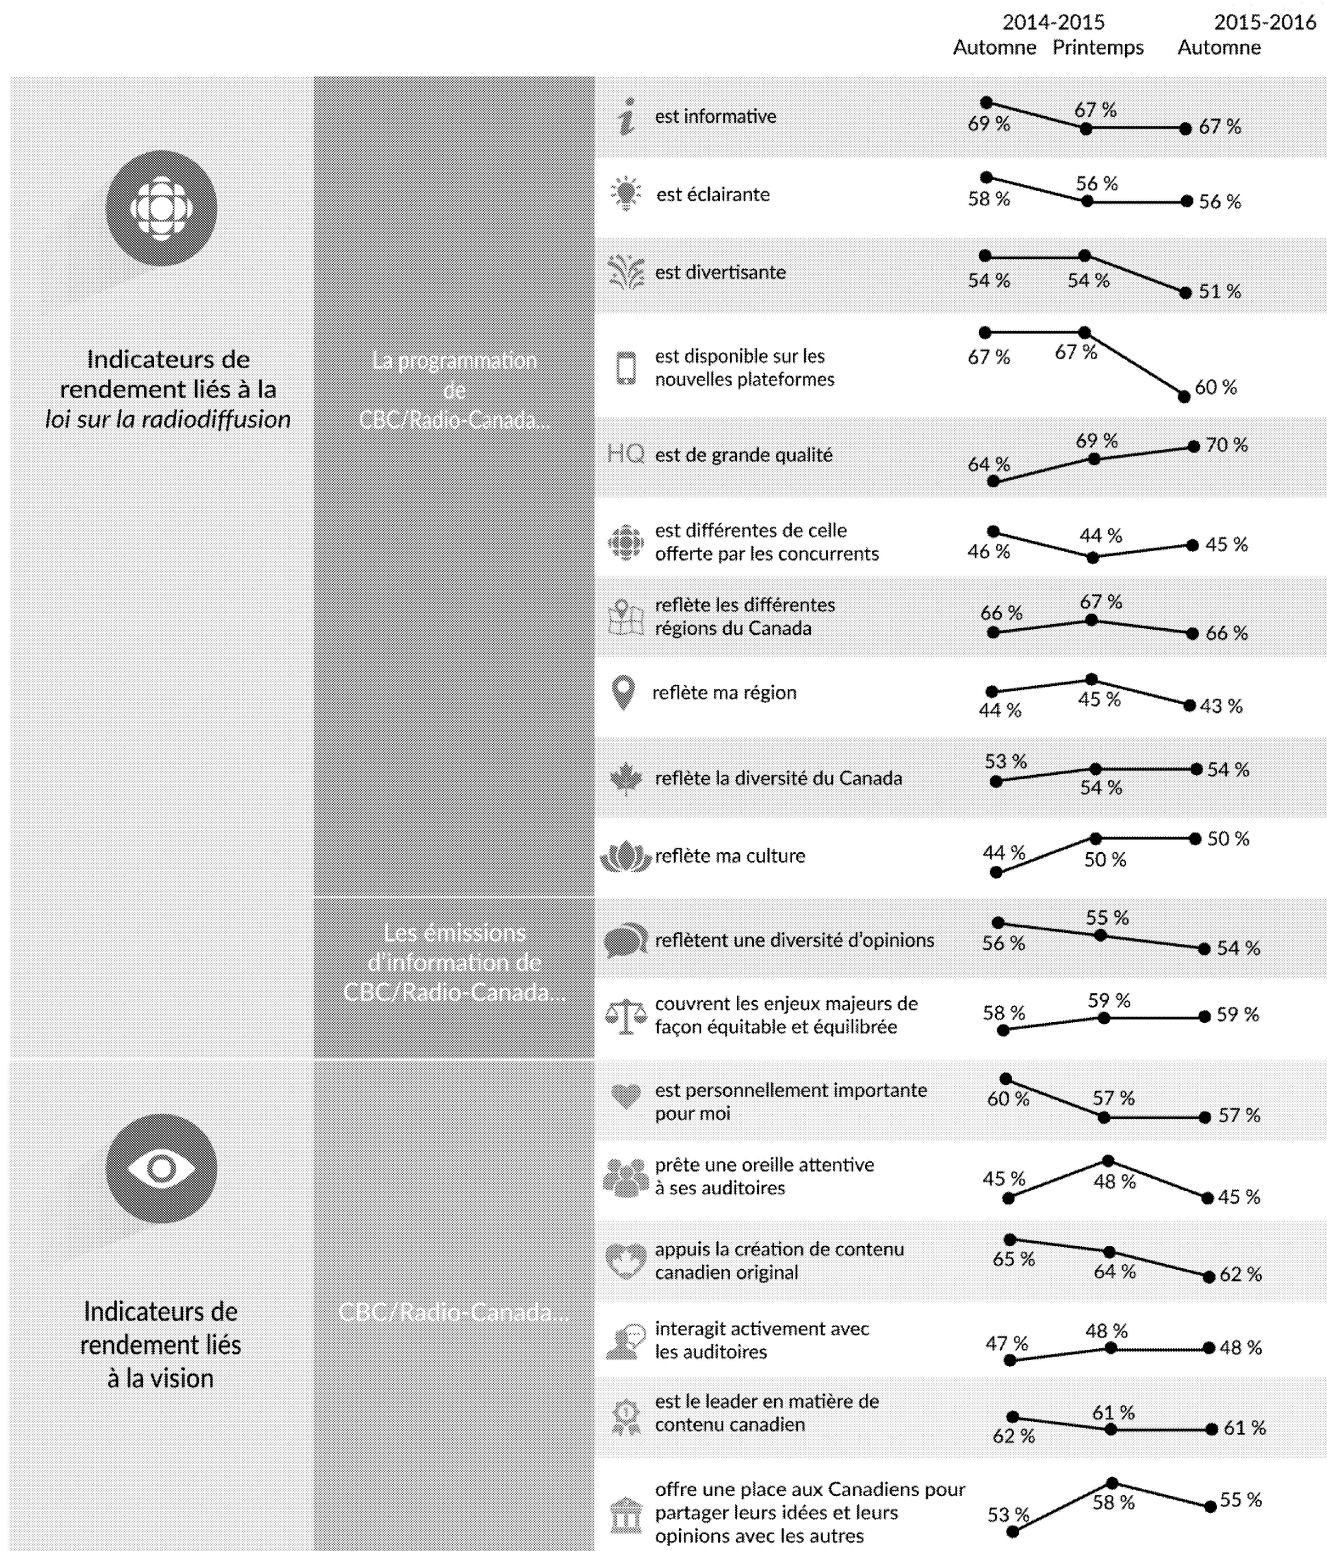 2014-2015 2015-2016
Automne Printemps Automne
Indicateurs de
rendement liés à la
loi sur la radiodiffusion
La programmation
de
CBC/Radio-Canada...
est informative 69 % 67 % 67 %
est éclairante 58 % 56 % 56 %
est divertisante 54 % 54 % 51 %
est disponible sur les
nouvelles plateformes 67 % 67 % 60 %
HQ est de grande qualité 64 % 69 % 70 %
est différentes de celle
offerte par les concurrents 46 % 44 % 45 %
reflète les différentes
régions du Canada 66 % 67 % 66 %
reflète ma région 44 % 45 % 43 %
reflète la diversité du Canada 53 % 54 % 54 %
reflète ma culture 44 % 50 % 50 %
Les émissions
d'information de
CBC/Radio-Canada...
reflètent une diversité d'opinions 56 % 55 % 54 %
couvrent les enjeux majeurs de
façon équitable et équilibrée 58 % 59 % 59 %
Indicateurs de
rendement liés
à la vision
CBC/Radio-Canada...
est personnellement importante
pour moi 60 % 57 % 57 %
prête une oreille attentive
à ses auditoires 45 % 48 % 45 %
appuis la création de contenu
canadien original 65 % 64 % 62 %
interagit activement avec
les auditoires 47 % 48 % 48 %
1 est le leader en matière de
contenu canadien 62 % 61 % 61 %
offre une place aux Canadiens pour
partager leurs idées et leurs
opinions avec les autres 53 % 58 % 55 %